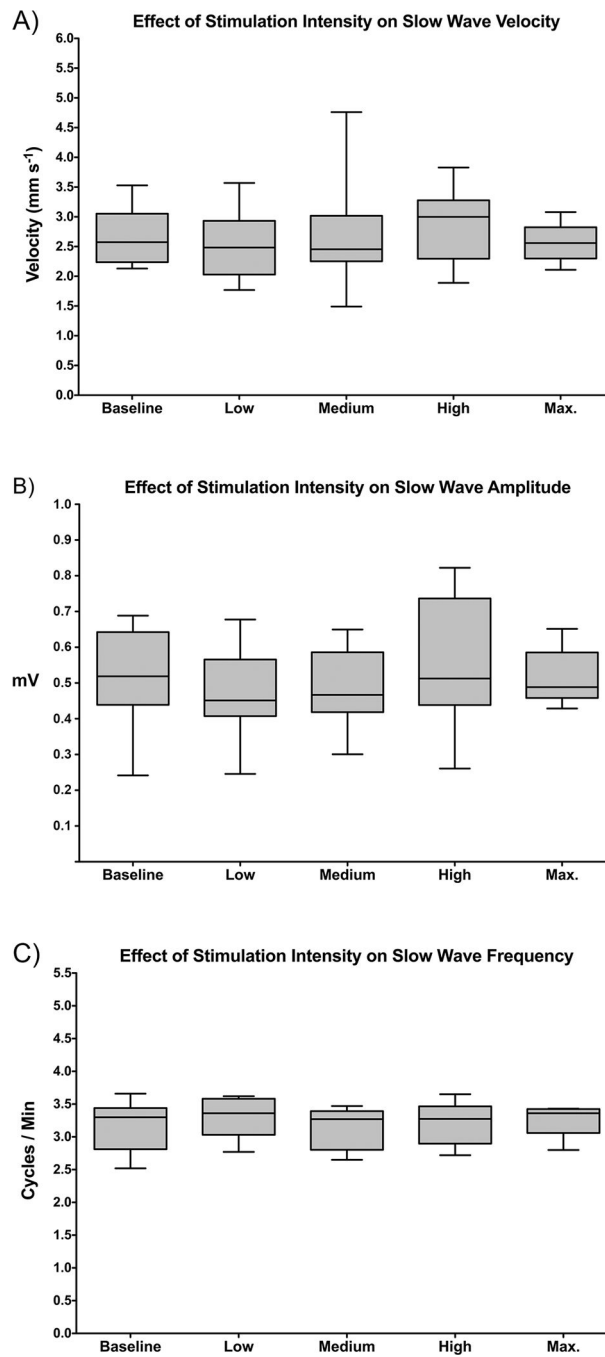 A)
Effect of Stimulation Intensity on Slow Wave Velocity
6.0
5.5
5.0
4.5
4.0
3.5
3.0
2.5
2.0
1.5
1.0
0.5
0.0
Velocity (mm s-1)
Baseline Low Medium High Max.
B)
Effect of Stimulation Intensity on Slow Wave Amplitude
1.0
0.9
0.8
0.7
0.6
0.5
0.4
0.3
0.2
0.1
mV
Baseline Low Medium High Max.
C)
Effect of Stimulation Intensity on Slow Wave Frequency
5.5
5.0
4.5
4.0
3.5
3.0
2.5
2.0
1.5
1.0
0.5
0.0
Cycles / Min
Baseline Low Medium High Max.